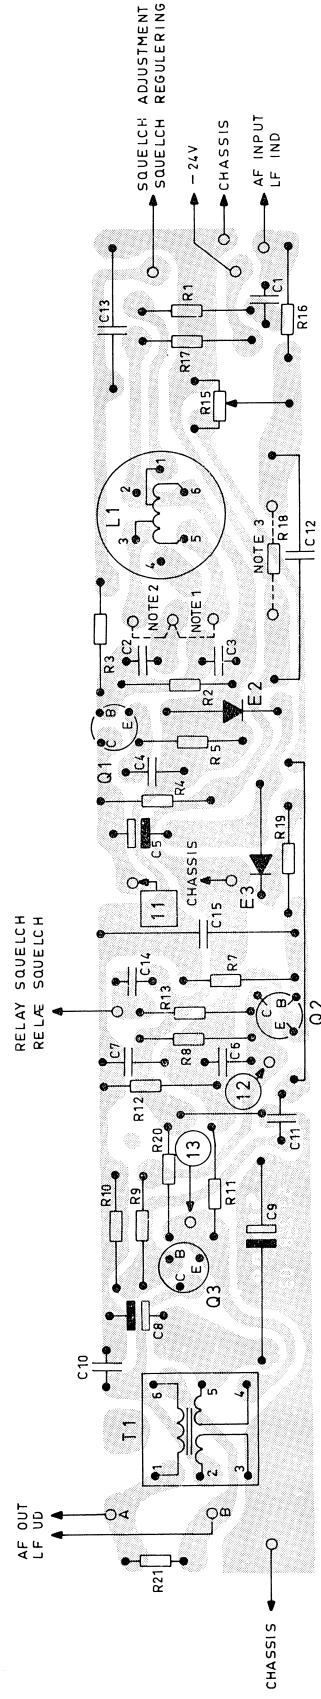 AF OUT
LF UD
RELAY SQUELCH
RELÆ SQUELCH
SQUELCH ADJUSTMENT
SQUELCH REGULERING
-24V
CHASSIS
AF INPUT
LF IND
A
B
R21
T1
1
2
3
4
5
6
C10
C8
R10
R9
Q3
B
C
E
R20
13
R11
C9
C11
R12
C7
C6
12
R8
R13
C14
R7
Q2
C
B
E
C15
11
CHASSIS
E3
R19
C5
R4
C4
Q1
C
B
E
R5
R3
C2
R2
C3
E2
NOTE 2
NOTE 1
L1
1
2
3
4
5
6
NOTE 3
R18
C12
C13
R15
R17
R1
C1
R16
CHASSIS